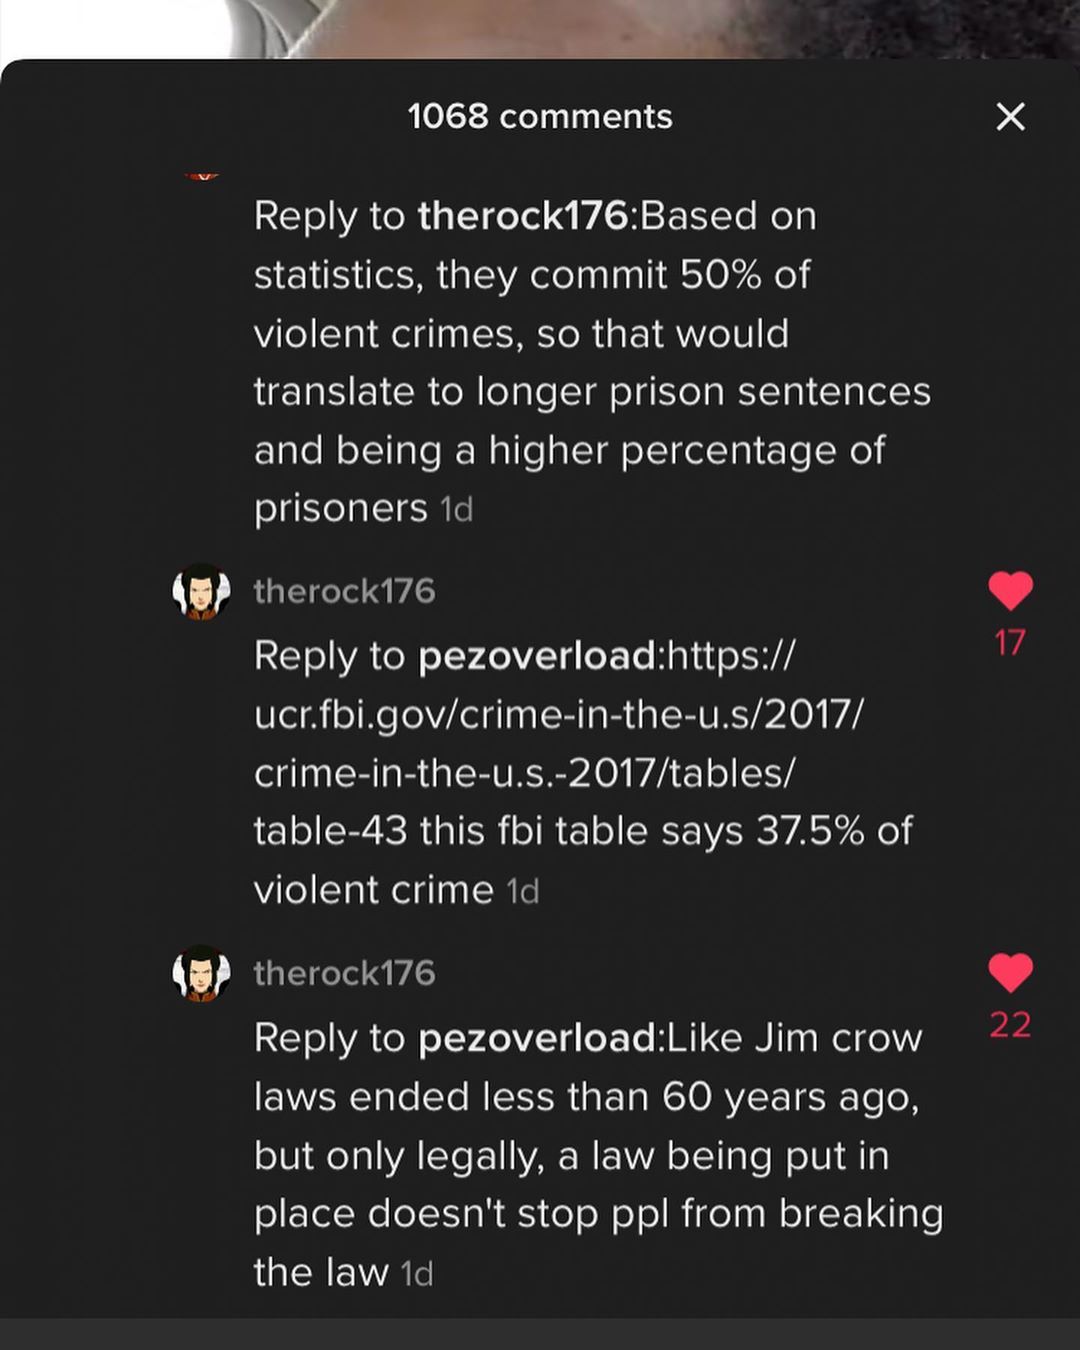 1068 comments
Reply to therock176:Based on
statistics, they commit 50% of
violent crimes, so that would
translate to longer prison sentences
and being a higher percentage of
prisoners 1d
therock176
Reply to pezoverload:https://
17
ucr.fbi.gov/crime-in-the-u.s/2017/
crime-in-the-u.s.-2017/tables/
table-43 this fbi table says 37.5% of
violent crime 1d
therock176
Reply to pezoverload:Like Jim crow
22
laws ended less than 60 years ago,
but only legally, a law being put in
place doesn't stop ppl from breaking
the law 1d